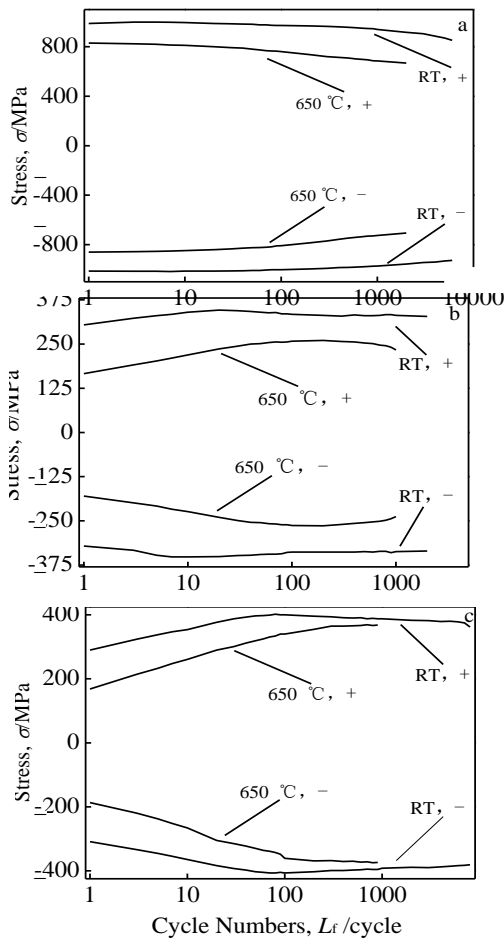 a
800
400
0
-400
-800
Stress, σ/MPa
RT, +
650 ℃, +
650 ℃, −
RT, −
1
10
100
1000
10000
b
375
250
125
0
-125
-250
-375
Stress, σ/MPa
RT, +
650 ℃, +
650 ℃, −
RT, −
1
10
100
1000
c
400
200
0
-200
-400
Stress, σ/MPa
RT, +
650 ℃, +
650 ℃, −
RT, −
1
10
100
1000
Cycle Numbers, Lf /cycle